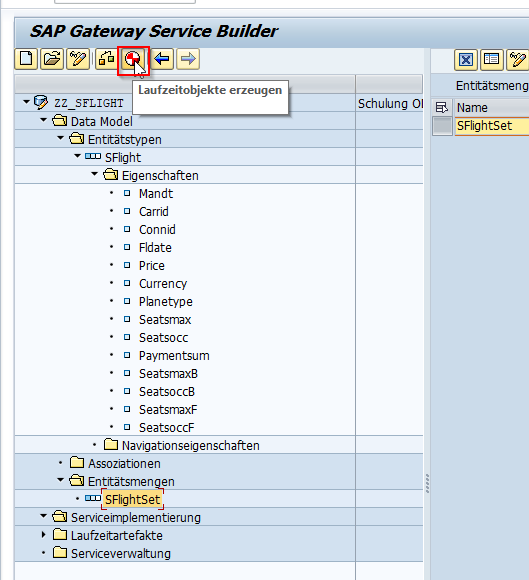 SAP Gateway Service Builder
Laufzeitobjekte erzeugen
ZZ_SFLIGHT
Schulung
Data Model
Entitätstypen
SFlight
Eigenschaften
Mandt
Carrid
Connid
Fldate
Price
Currency
Planetype
Seatsmax
Seatsocc
Paymentsum
SeatsmaxB
SeatsoccB
SeatsmaxF
SeatsoccF
Navigationseigenschaften
Assoziationen
Entitätsmengen
SFlightSet
Serviceimplementierung
Laufzeitartefakte
Serviceverwaltung
Entitätsmeng
Name
SFlightSet